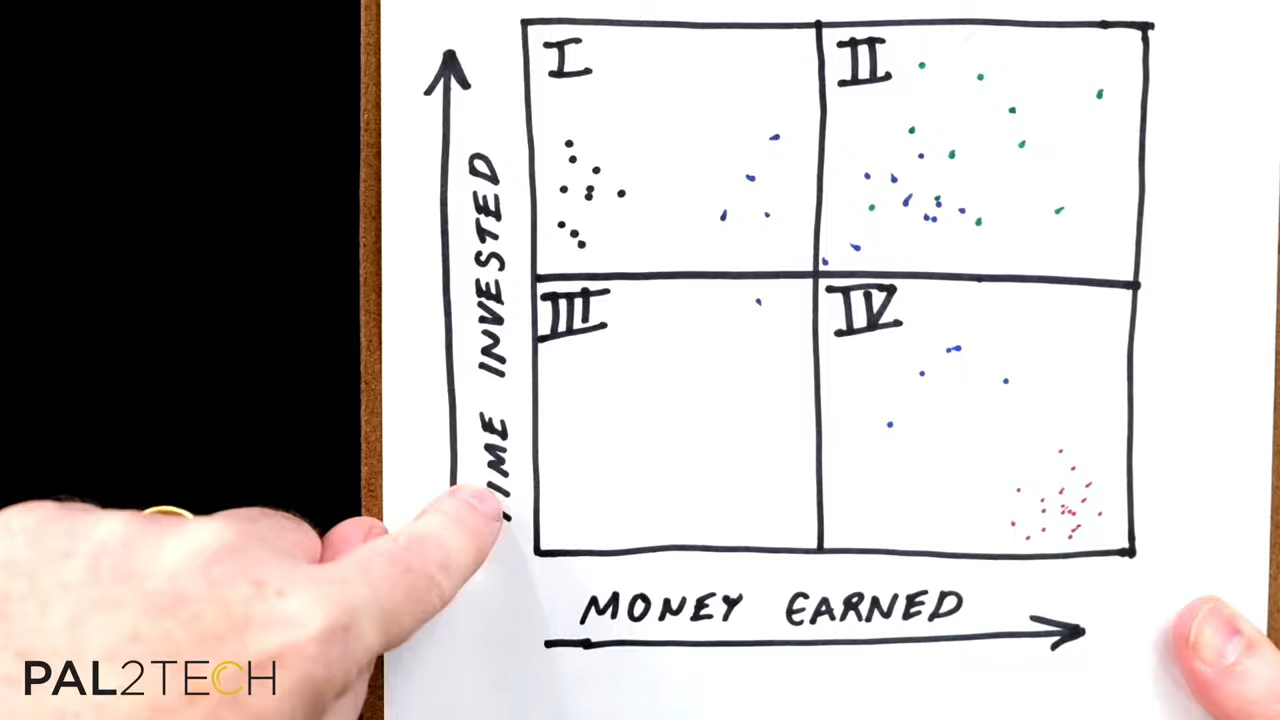 I
II
TIME INVESTED
III
IV
MONEY EARNED
PAL2TECH